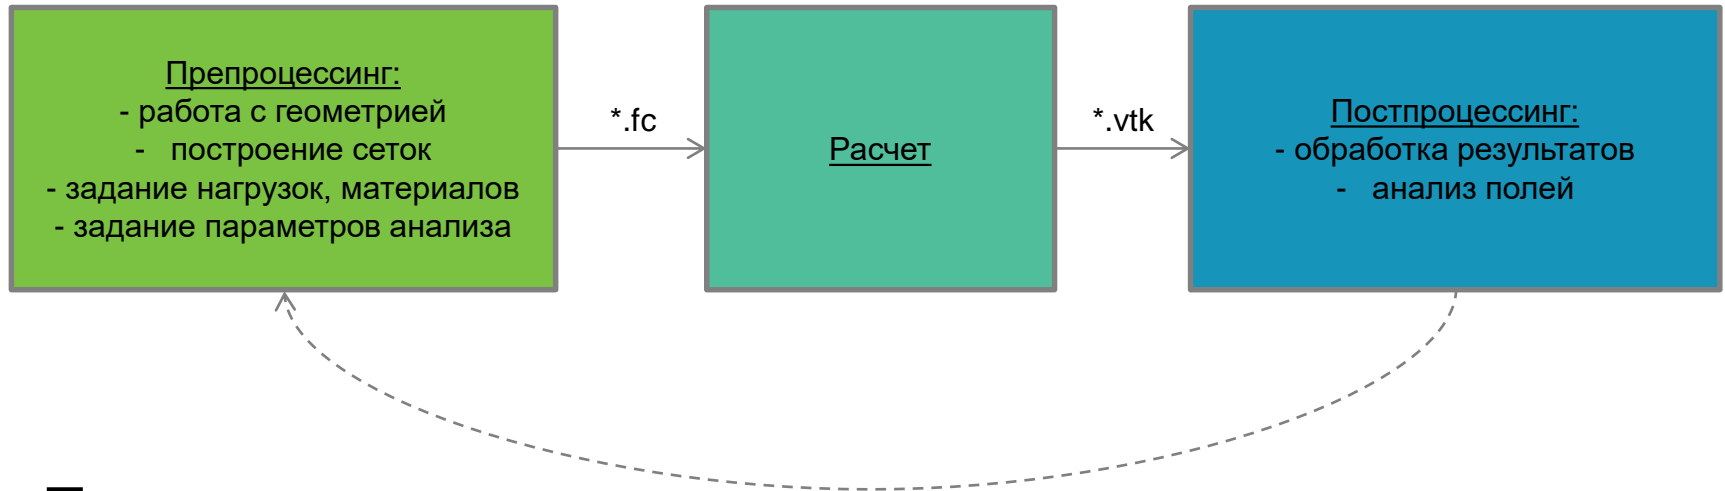 Препроцессинг:
- работа с геометрией
- построение сеток
- задание нагрузок, материалов
- задание параметров анализа
*.fc
Расчет
*.vtk
Постпроцессинг:
- обработка результатов
- анализ полей